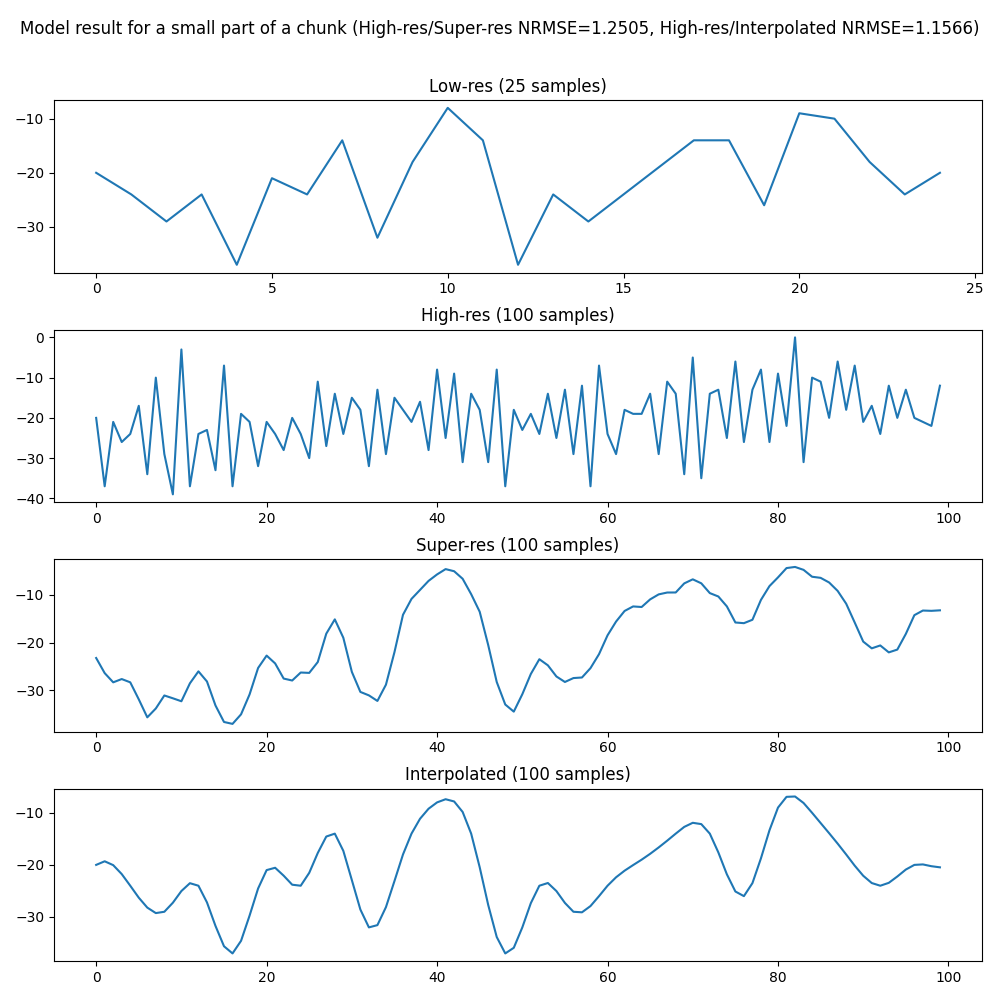 Model result for a small part of a chunk (High-res/Super-res NRMSE=1.2505, High-res/Interpolated NRMSE=1.1566)
Low-res (25 samples)
−10
−20
−30
0 5 10 15 20 25
High-res (100 samples)
0
−10
−20
−30
−40
0 20 40 60 80 100
Super-res (100 samples)
−10
−20
−30
0 20 40 60 80 100
Interpolated (100 samples)
−10
−20
−30
0 20 40 60 80 100